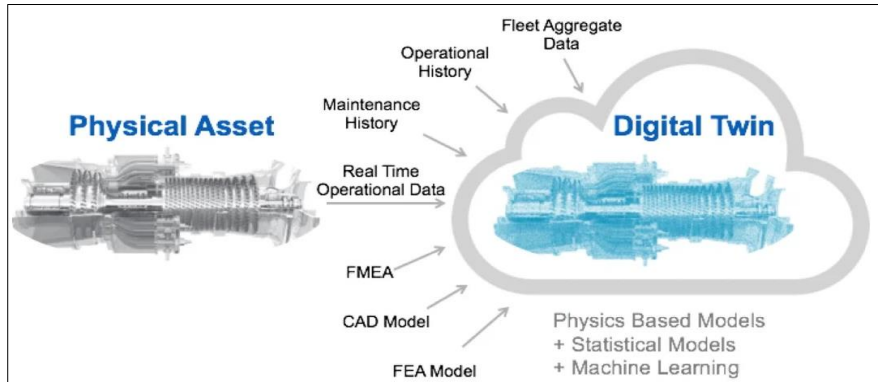 Fleet Aggregate
Data
Operational
History
Maintenance
History
Physical Asset
Digital Twin
Real Time
Operational Data
FMEA
CAD Model
FEA Model
Physics Based Models
+ Statistical Models
+ Machine Learning